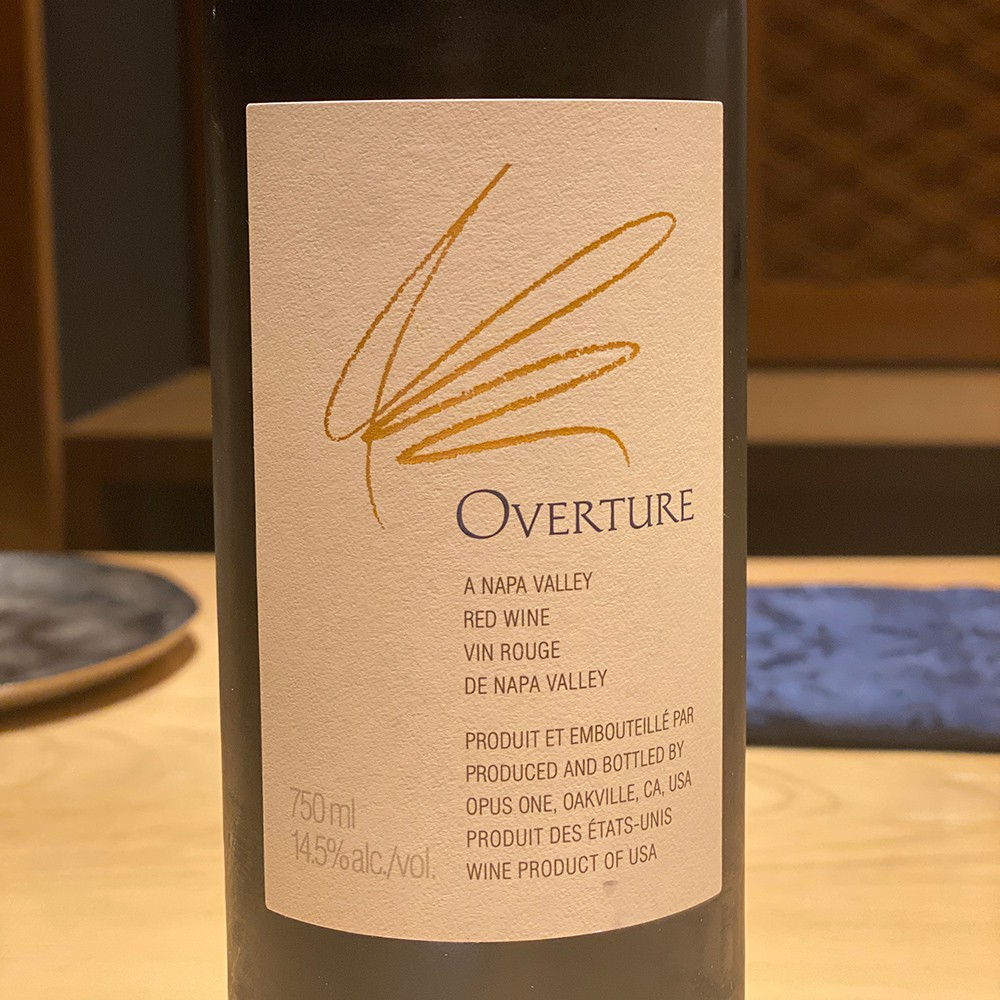 OVERTURE
A NAPA VALLEY
RED WINE
VIN ROUGE
DE NAPA VALLEY
PRODUIT ET EMBOUTEILLÉ PAR
PRODUCED AND BOTTLED BY
OPUS ONE, OAKVILLE, CA, USA
PRODUIT DES ÉTATS-UNIS
WINE PRODUCT OF USA
750 ml
14.5% alc./vol.